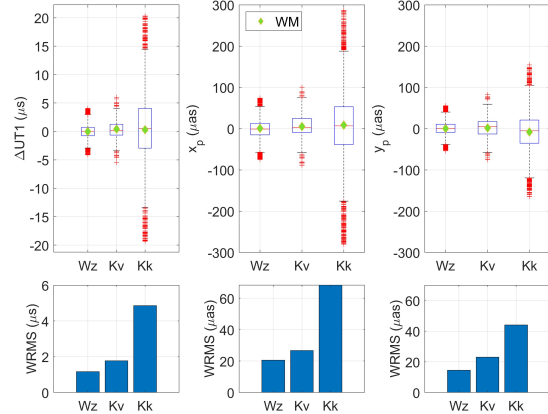 WM
ΔUT1 (μs)
20
15
10
5
0
-5
-10
-15
-20
Wz Kv Kk
x_p (μas)
300
200
100
0
-100
-200
-300
Wz Kv Kk
y_p (μas)
300
200
100
0
-100
-200
-300
Wz Kv Kk
WRMS (μs)
6
4
2
0
Wz Kv Kk
WRMS (μas)
60
40
20
0
Wz Kv Kk
WRMS (μas)
60
40
20
0
Wz Kv Kk